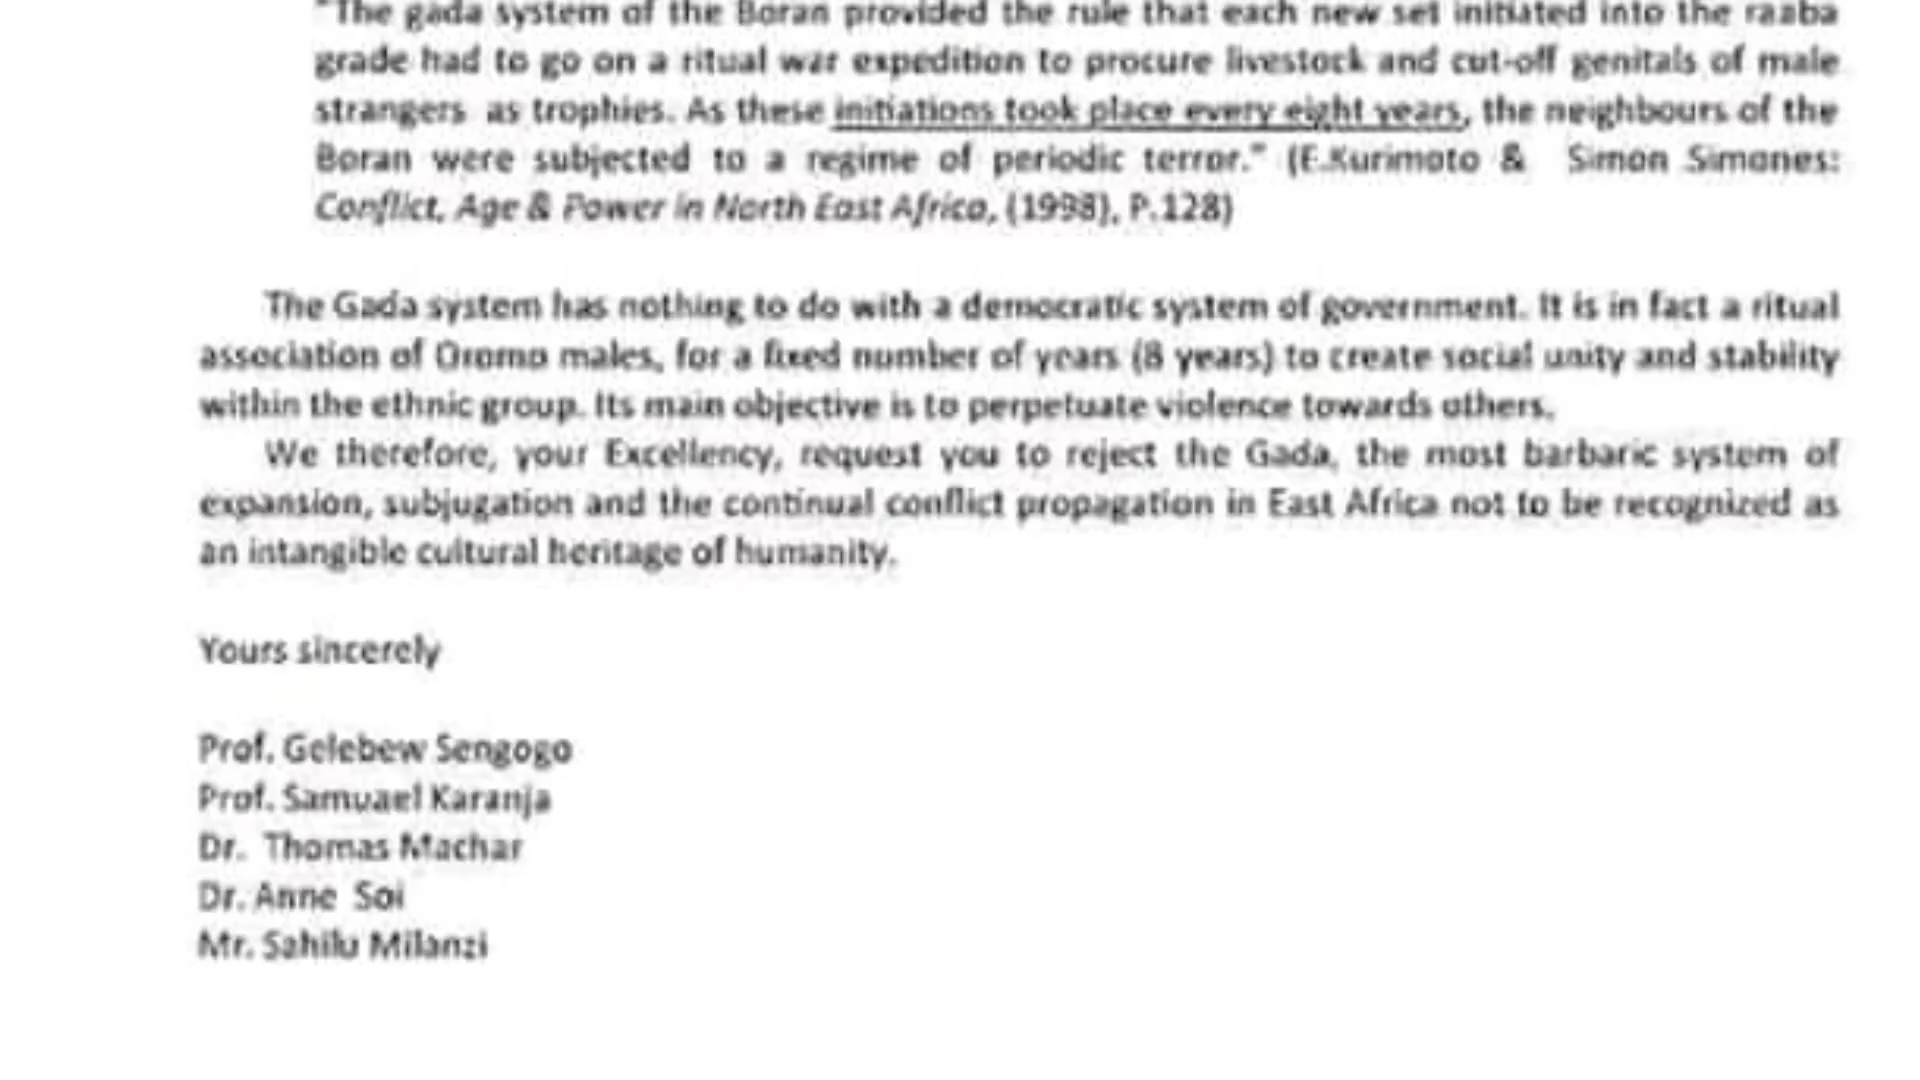 "The gada system of the Boran provided the rule that each new set initiated into the raaba
grade had to go on a ritual war expedition to procure livestock and cut-off genitals of male
strangers as trophies. As these initiations took place every eight years, the neighbours of the
Boran were subjected to a regime of periodic terror." (E.Kurimoto & Simon Simones:
Conflict, Age & Power in North East Africa, (1998), P.128)
The Gada system has nothing to do with a democratic system of government. It is in fact a ritual
association of Oromo males, for a fixed number of years (8 years) to create social unity and stability
within the ethnic group. Its main objective is to perpetuate violence towards others.
We therefore, your Excellency, request you to reject the Gada, the most barbaric system of
expansion, subjugation and the continual conflict propagation in East Africa not to be recognized as
an intangible cultural heritage of humanity.
Yours sincerely
Prof. Gelebew Sengogo
Prof. Samuael Karanja
Dr. Thomas Machar
Dr. Anne Soi
Mr. Sahilu Milanzi